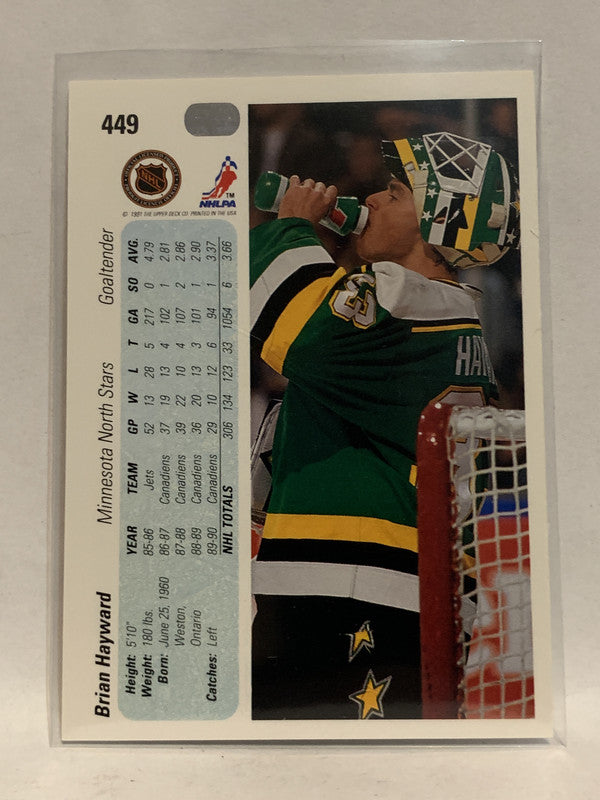 449
NHL
NHLPA
TM
© 1991 THE UPPER DECK CO. PRINTED IN THE USA
Brian Hayward Minnesota North Stars Goaltender
Height: 5'10"
Weight: 180 lbs.
Born: June 25, 1960
Weston,
Ontario
Catches: Left
YEAR TEAM GP W L T GA SO AVG.
85-86 Jets 52 13 28 5 217 0 4.79
86-87 Canadiens 37 19 13 4 102 1 2.81
87-88 Canadiens 39 22 10 4 107 2 2.86
88-89 Canadiens 36 20 13 3 101 1 2.90
89-90 Canadiens 29 10 12 6 94 1 3.37
NHL TOTALS 306 134 123 33 1054 6 3.66